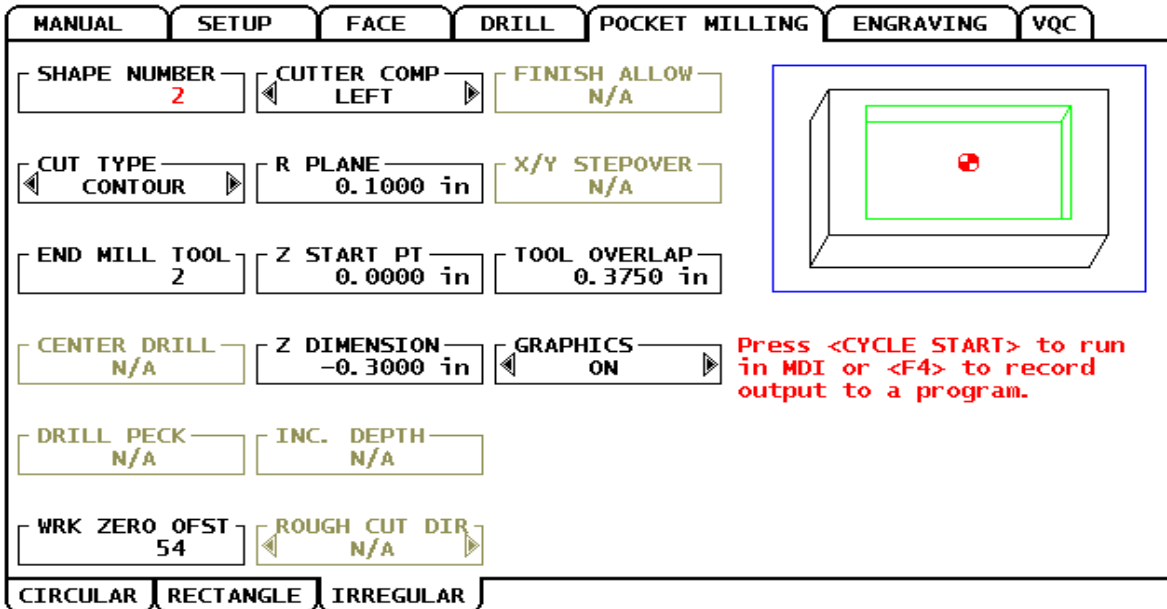 MANUAL SETUP FACE DRILL POCKET MILLING ENGRAVING VQC
SHAPE NUMBER CUTTER COMP FINISH ALLOW
2 LEFT N/A
CUT TYPE R PLANE X/Y STEPOVER
CONTOUR 0.1000 in N/A
END MILL TOOL Z START PT TOOL OVERLAP
2 0.0000 in 0.3750 in
CENTER DRILL Z DIMENSION GRAPHICS
N/A -0.3000 in ON
Press <CYCLE START> to run
in MDI or <F4> to record
output to a program.
DRILL PECK INC. DEPTH
N/A N/A
WRK ZERO OFST ROUGH CUT DIR
54 N/A
CIRCULAR RECTANGLE IRREGULAR